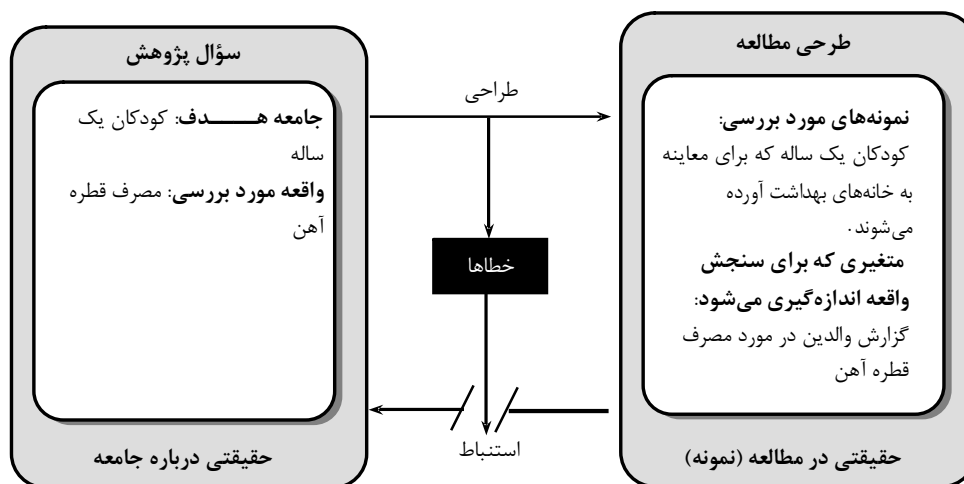 سؤال پژوهش
جامعه هـــــــدف: کودکان یک
ساله
واقعه مورد بررسی: مصرف قطره
آهن
حقیقتی درباره جامعه
طراحی
خطاها
استنباط
طرحی مطالعه
نمونه‌های مورد بررسی:
کودکان یک ساله که برای معاینه
به خانه‌های بهداشت آورده
می‌شوند.
متغیری که برای سنجش
واقعه اندازه‌گیری می‌شود:
گزارش والدین در مورد مصرف
قطره آهن
حقیقتی در مطالعه (نمونه)